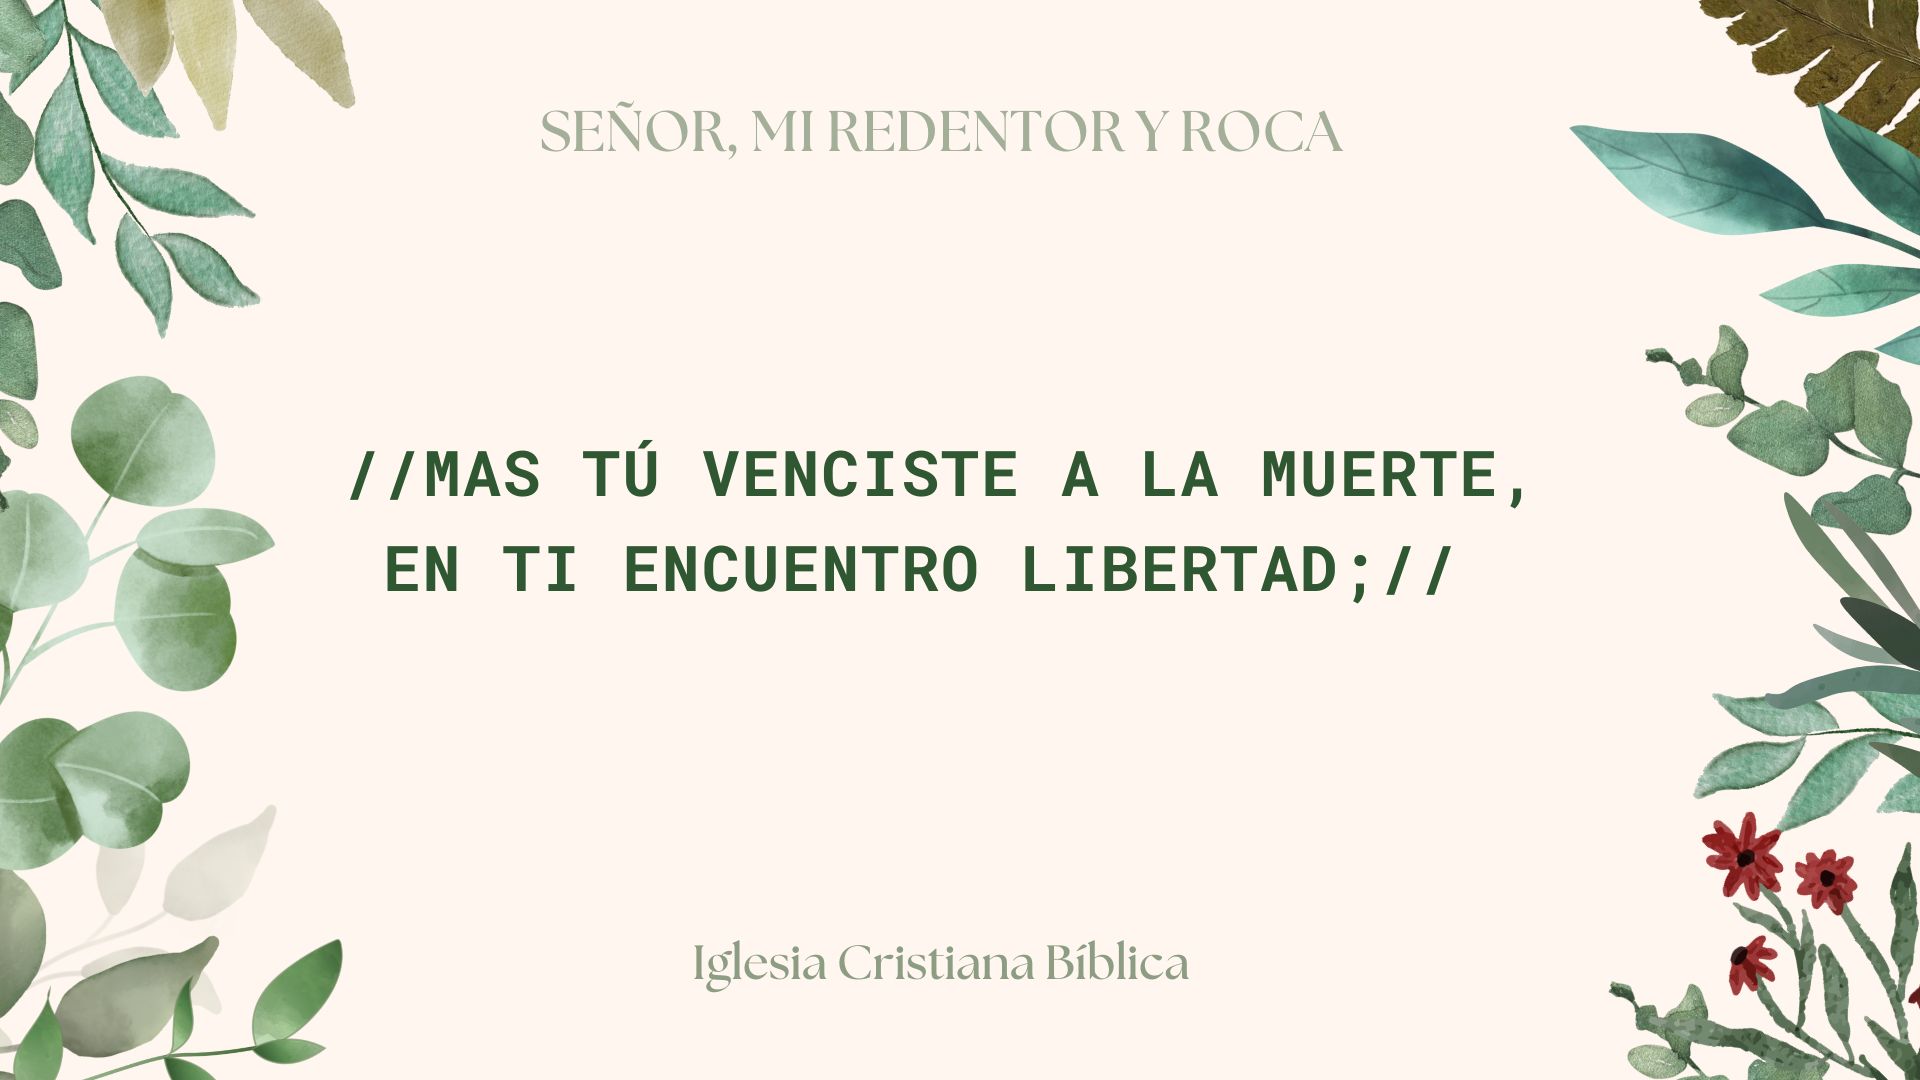 SEÑOR, MI REDENTOR Y ROCA
//MAS TÚ VENCISTE A LA MUERTE,
EN TI ENCUENTRO LIBERTAD;//
Iglesia Cristiana Bíblica